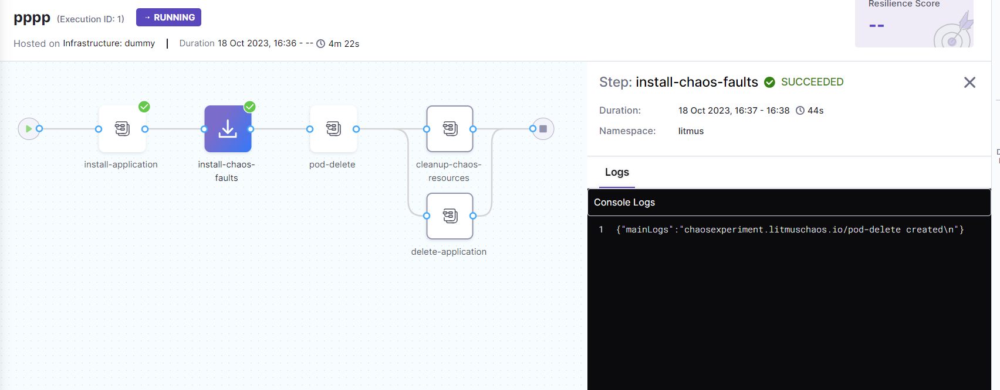 pppp (Execution ID: 1) RUNNING
Hosted on Infrastructure: dummy | Duration 18 Oct 2023, 16:36 - -- 4m 22s
Resilience Score
--
install-application
install-chaos-
faults
pod-delete
cleanup-chaos-
resources
delete-application
Step: install-chaos-faults SUCCEEDED
Duration: 18 Oct 2023, 16:37 - 16:38 44s
Namespace: litmus
Logs
Console Logs
1 {"mainLogs":"chaosexperiment.litmuschaos.io/pod-delete created\n"}